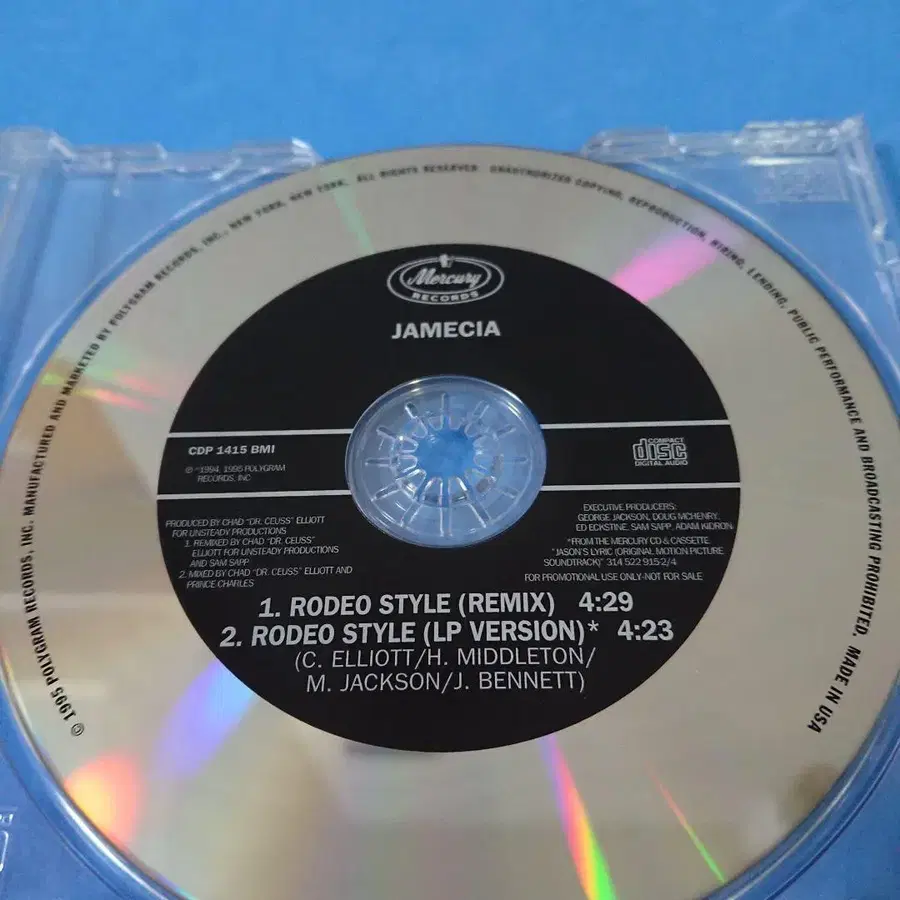 © 1995 POLYGRAM RECORDS, INC. MANUFACTURED AND MARKETED BY POLYGRAM RECORDS, INC., NEW YORK, NEW YORK. ALL RIGHTS RESERVED. UNAUTHORIZED COPYING, REPRODUCTION, HIRING, LENDING, PUBLIC PERFORMANCE AND BROADCASTING PROHIBITED. MADE IN USA
Mercury
RECORDS
JAMECIA
CDP 1415 BMI
℗ © 1994, 1995 POLYGRAM
RECORDS, INC
COMPACT
disc
DIGITAL AUDIO
PRODUCED BY CHAD "DR. CEUSS" ELLIOTT
FOR UNSTEADY PRODUCTIONS
1. REMIXED BY CHAD "DR. CEUSS"
ELLIOTT FOR UNSTEADY PRODUCTIONS
AND SAM SAPP
2. MIXED BY CHAD "DR. CEUSS" ELLIOTT AND
PRINCE CHARLES
EXECUTIVE PRODUCERS:
GEORGE JACKSON, DOUG MCHENRY,
ED ECKSTINE, SAM SAPP, ADAM KIDRON
*FROM THE MERCURY CD & CASSETTE
"JASON'S LYRIC (ORIGINAL MOTION PICTURE
SOUNDTRACK)" 314 522 915-2/4
FOR PROMOTIONAL USE ONLY-NOT FOR SALE
1. RODEO STYLE (REMIX) 4:29
2. RODEO STYLE (LP VERSION)* 4:23
(C. ELLIOTT/H. MIDDLETON/
M. JACKSON/J. BENNETT)